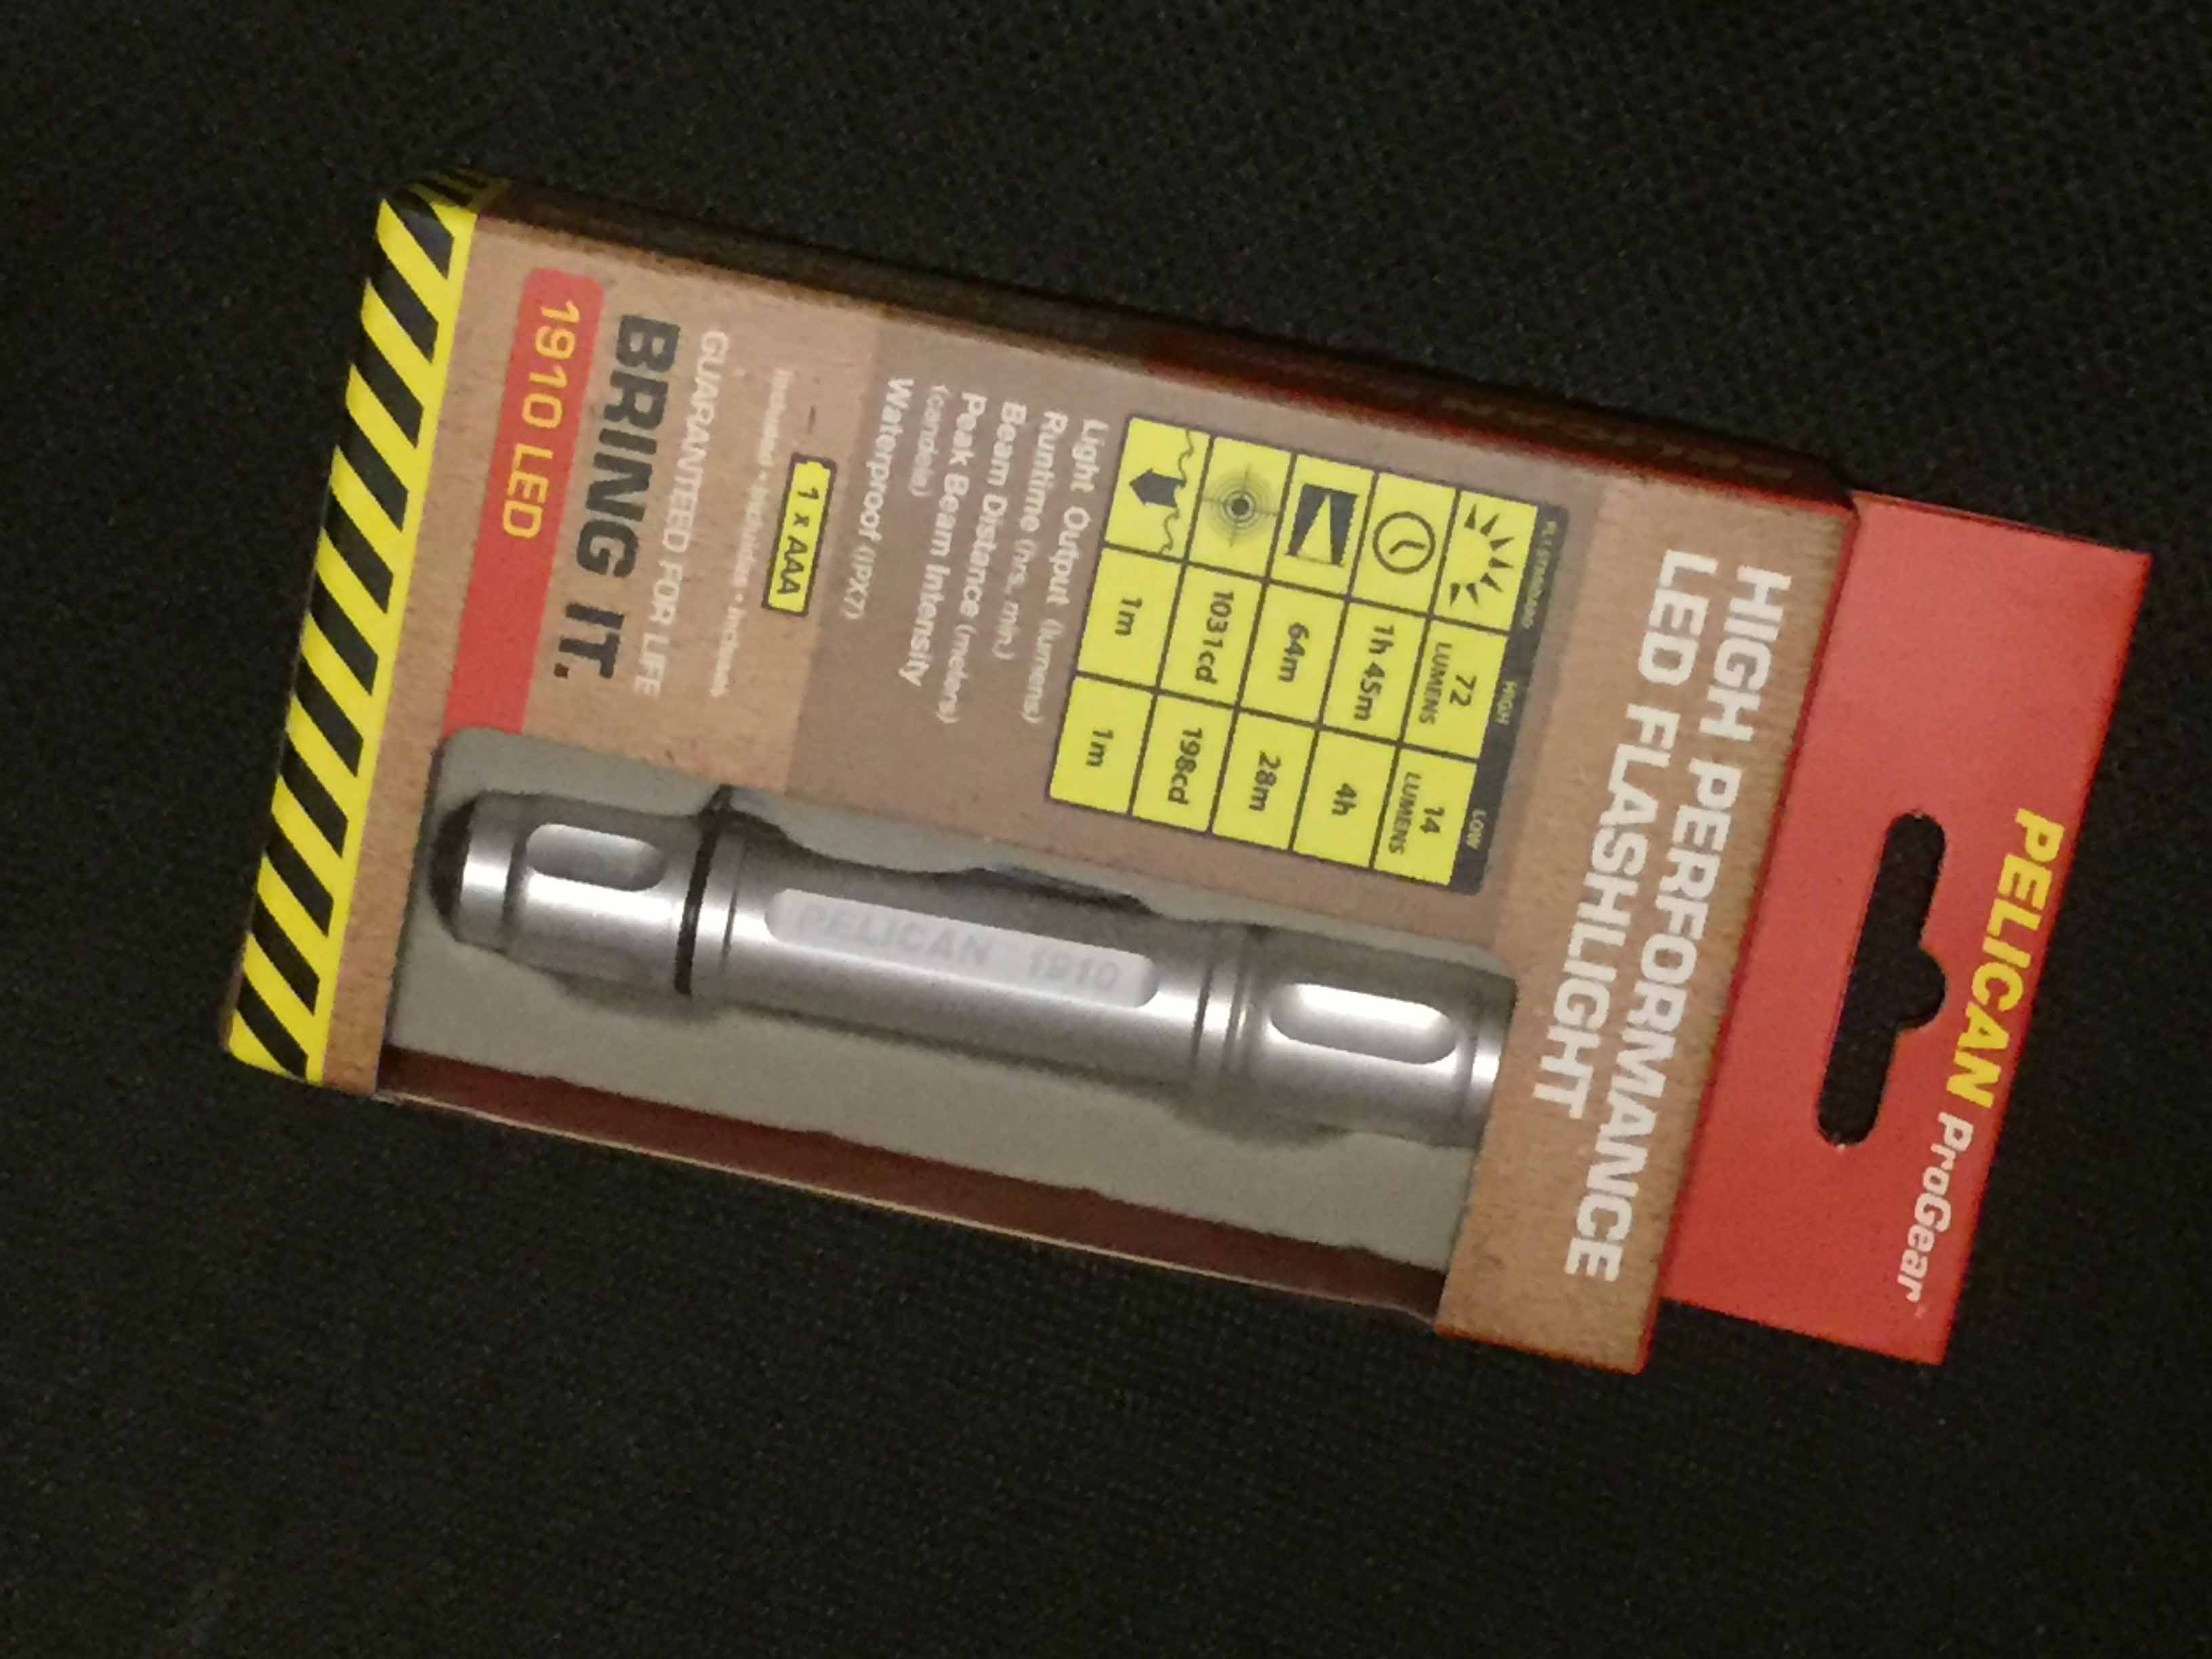 PELICAN ProGear
HIGH PERFORMANCE
LED FLASHLIGHT
HIGH LOW
72 LUMENS 14 LUMENS
1h 45m 4h
64m 28m
1031cd 198cd
1m 1m
Light Output (lumens)
Runtime (hrs, min.)
Beam Distance (meters)
Peak Beam Intensity
(candela)
Waterproof (IPX7)
1 x AAA
GUARANTEED FOR LIFE
BRING IT.
1910 LED
PELICAN 1910